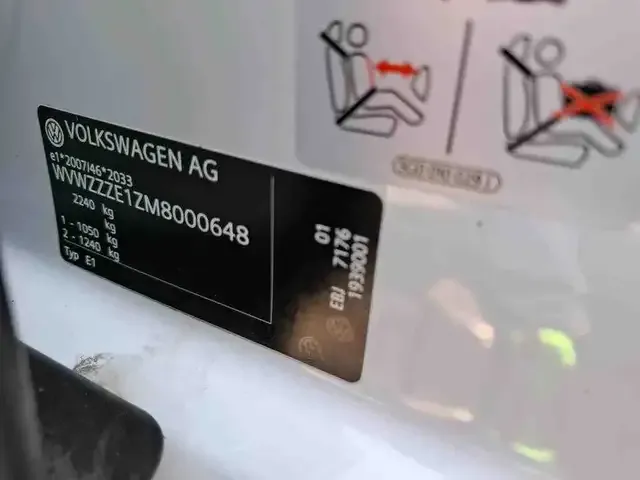 VOLKSWAGEN AG
e1*2007/46*2033
WVWZZZE1ZM8000648
2240 kg
1 - 1050 kg
2 - 1240 kg
Typ E1
01
EBJ 7176
1939001